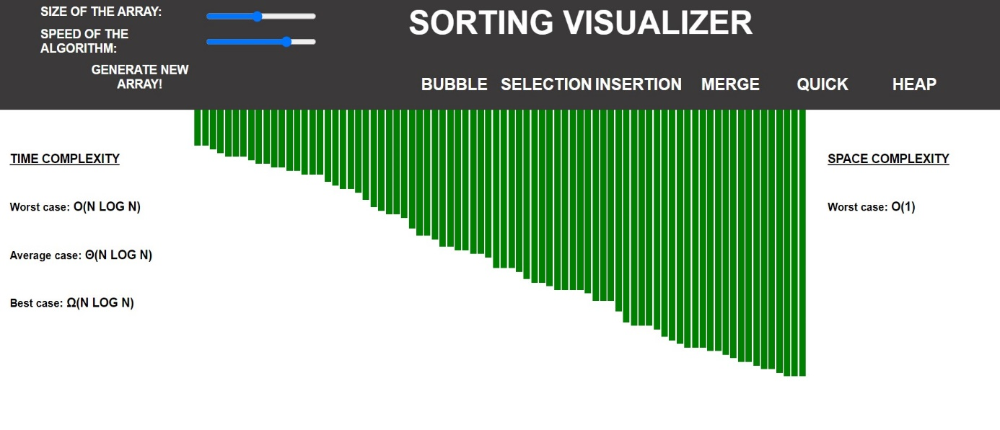 SIZE OF THE ARRAY:
SPEED OF THE
ALGORITHM:
GENERATE NEW
ARRAY!
SORTING VISUALIZER
BUBBLE SELECTION INSERTION MERGE QUICK HEAP
TIME COMPLEXITY
Worst case: O(N LOG N)
Average case: Θ(N LOG N)
Best case: Ω(N LOG N)
SPACE COMPLEXITY
Worst case: O(1)